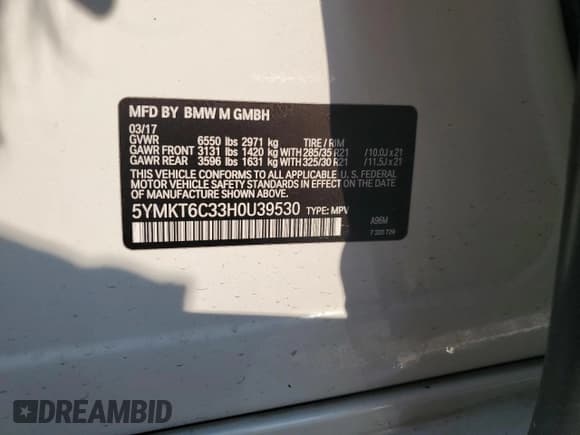 MFD BY BMW M GMBH
03/17
GVWR 6550 lbs 2971 kg TIRE / RIM
GAWR FRONT 3131 lbs 1420 kg WITH 285/35 R21 /10.0J x 21
GAWR REAR 3596 lbs 1631 kg WITH 325/30 R21 /11.5J x 21
THIS VEHICLE CONFORMS TO ALL APPLICABLE U.S. FEDERAL
MOTOR VEHICLE SAFETY STANDARDS IN EFFECT ON THE DATE
OF MANUFACTURE SHOWN ABOVE.
5YMKT6C33H0U39530 TYPE: MPV
A96M
DREAMBID